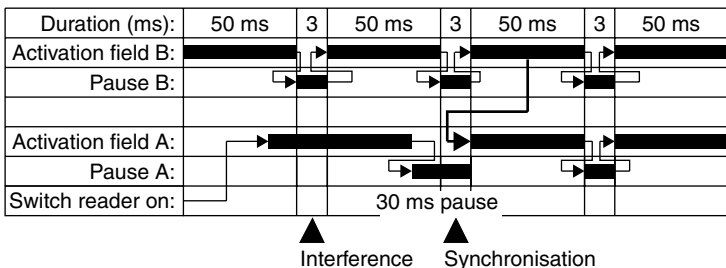 Duration (ms): 50 ms 3 50 ms 3 50 ms 3 50 ms
Activation field B:
Pause B:
Activation field A:
Pause A:
Switch reader on: 30 ms pause
Interference Synchronisation